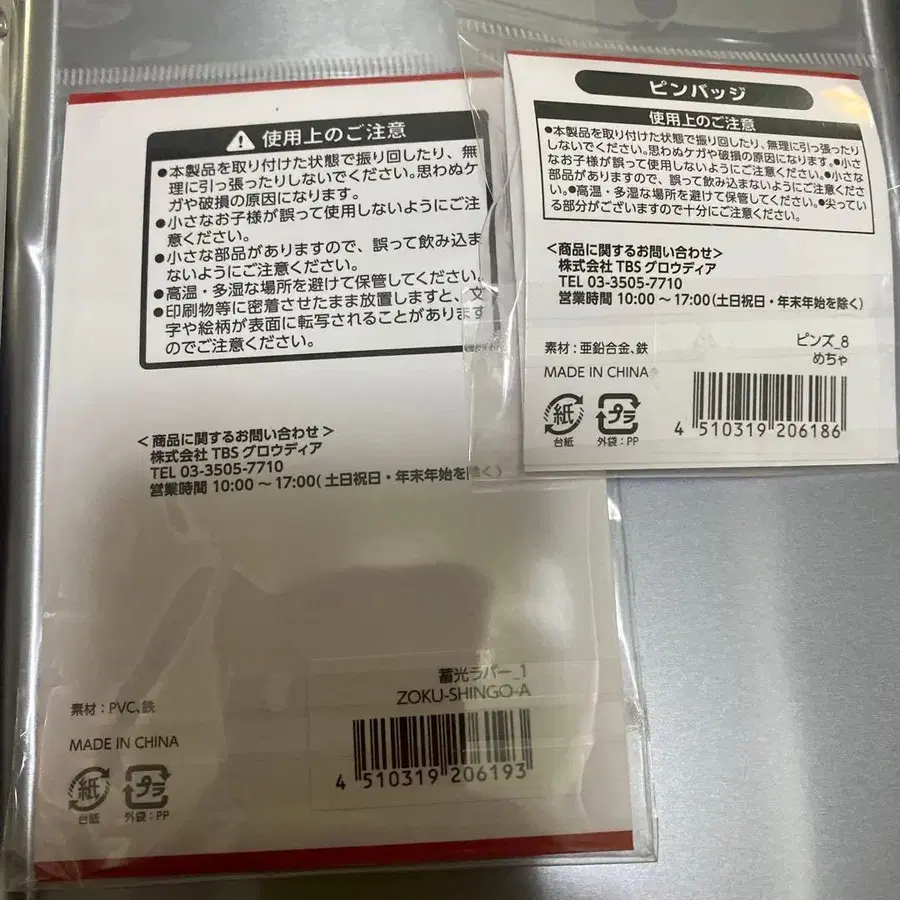 ⚠ 使用上のご注意
●本製品を取り付けた状態で振り回したり、無
理に引っ張ったりしないでください。思わぬケ
ガや破損の原因になります。
●小さなお子様が誤って使用しないようにご注
意ください。
●小さな部品がありますので、誤って飲み込ま
ないようにご注意ください。
●高温・多湿な場所を避けて保管してください。
●印刷物等に密着させたまま放置しますと、文
字や絵柄が表面に転写されることがあります
のでご注意ください。
<商品に関するお問い合わせ>
株式会社 TBS グロウディア
TEL 03-3505-7710
営業時間 10:00 ～ 17:00( 土日祝日・年末年始を除く)
蓄光ラバー_1
ZOKU-SHINGO-A
素材：PVC、鉄
MADE IN CHINA
4 510319 206193
紙 プラ
台紙 外袋：PP
ピンバッジ
使用上のご注意
●本製品を取り付けた状態で振り回したり、無理に引っ張ったり
しないでください。思わぬケガや破損の原因になります。●小さ
なお子様が誤って使用しないようにご注意ください。●小さな
部品がありますので、誤って飲み込まないようにご注意くださ
い。●高温・多湿な場所を避けて保管してください。●尖ってい
る部分がございますので十分にご注意ください。
<商品に関するお問い合わせ>
株式会社 TBS グロウディア
TEL 03-3505-7710
営業時間 10:00 ～ 17:00(土日祝日・年末年始を除く)
ピンズ_8
めちゃ
素材：亜鉛合金、鉄
MADE IN CHINA
4 510319 206186
紙 プラ
台紙 外袋：PP